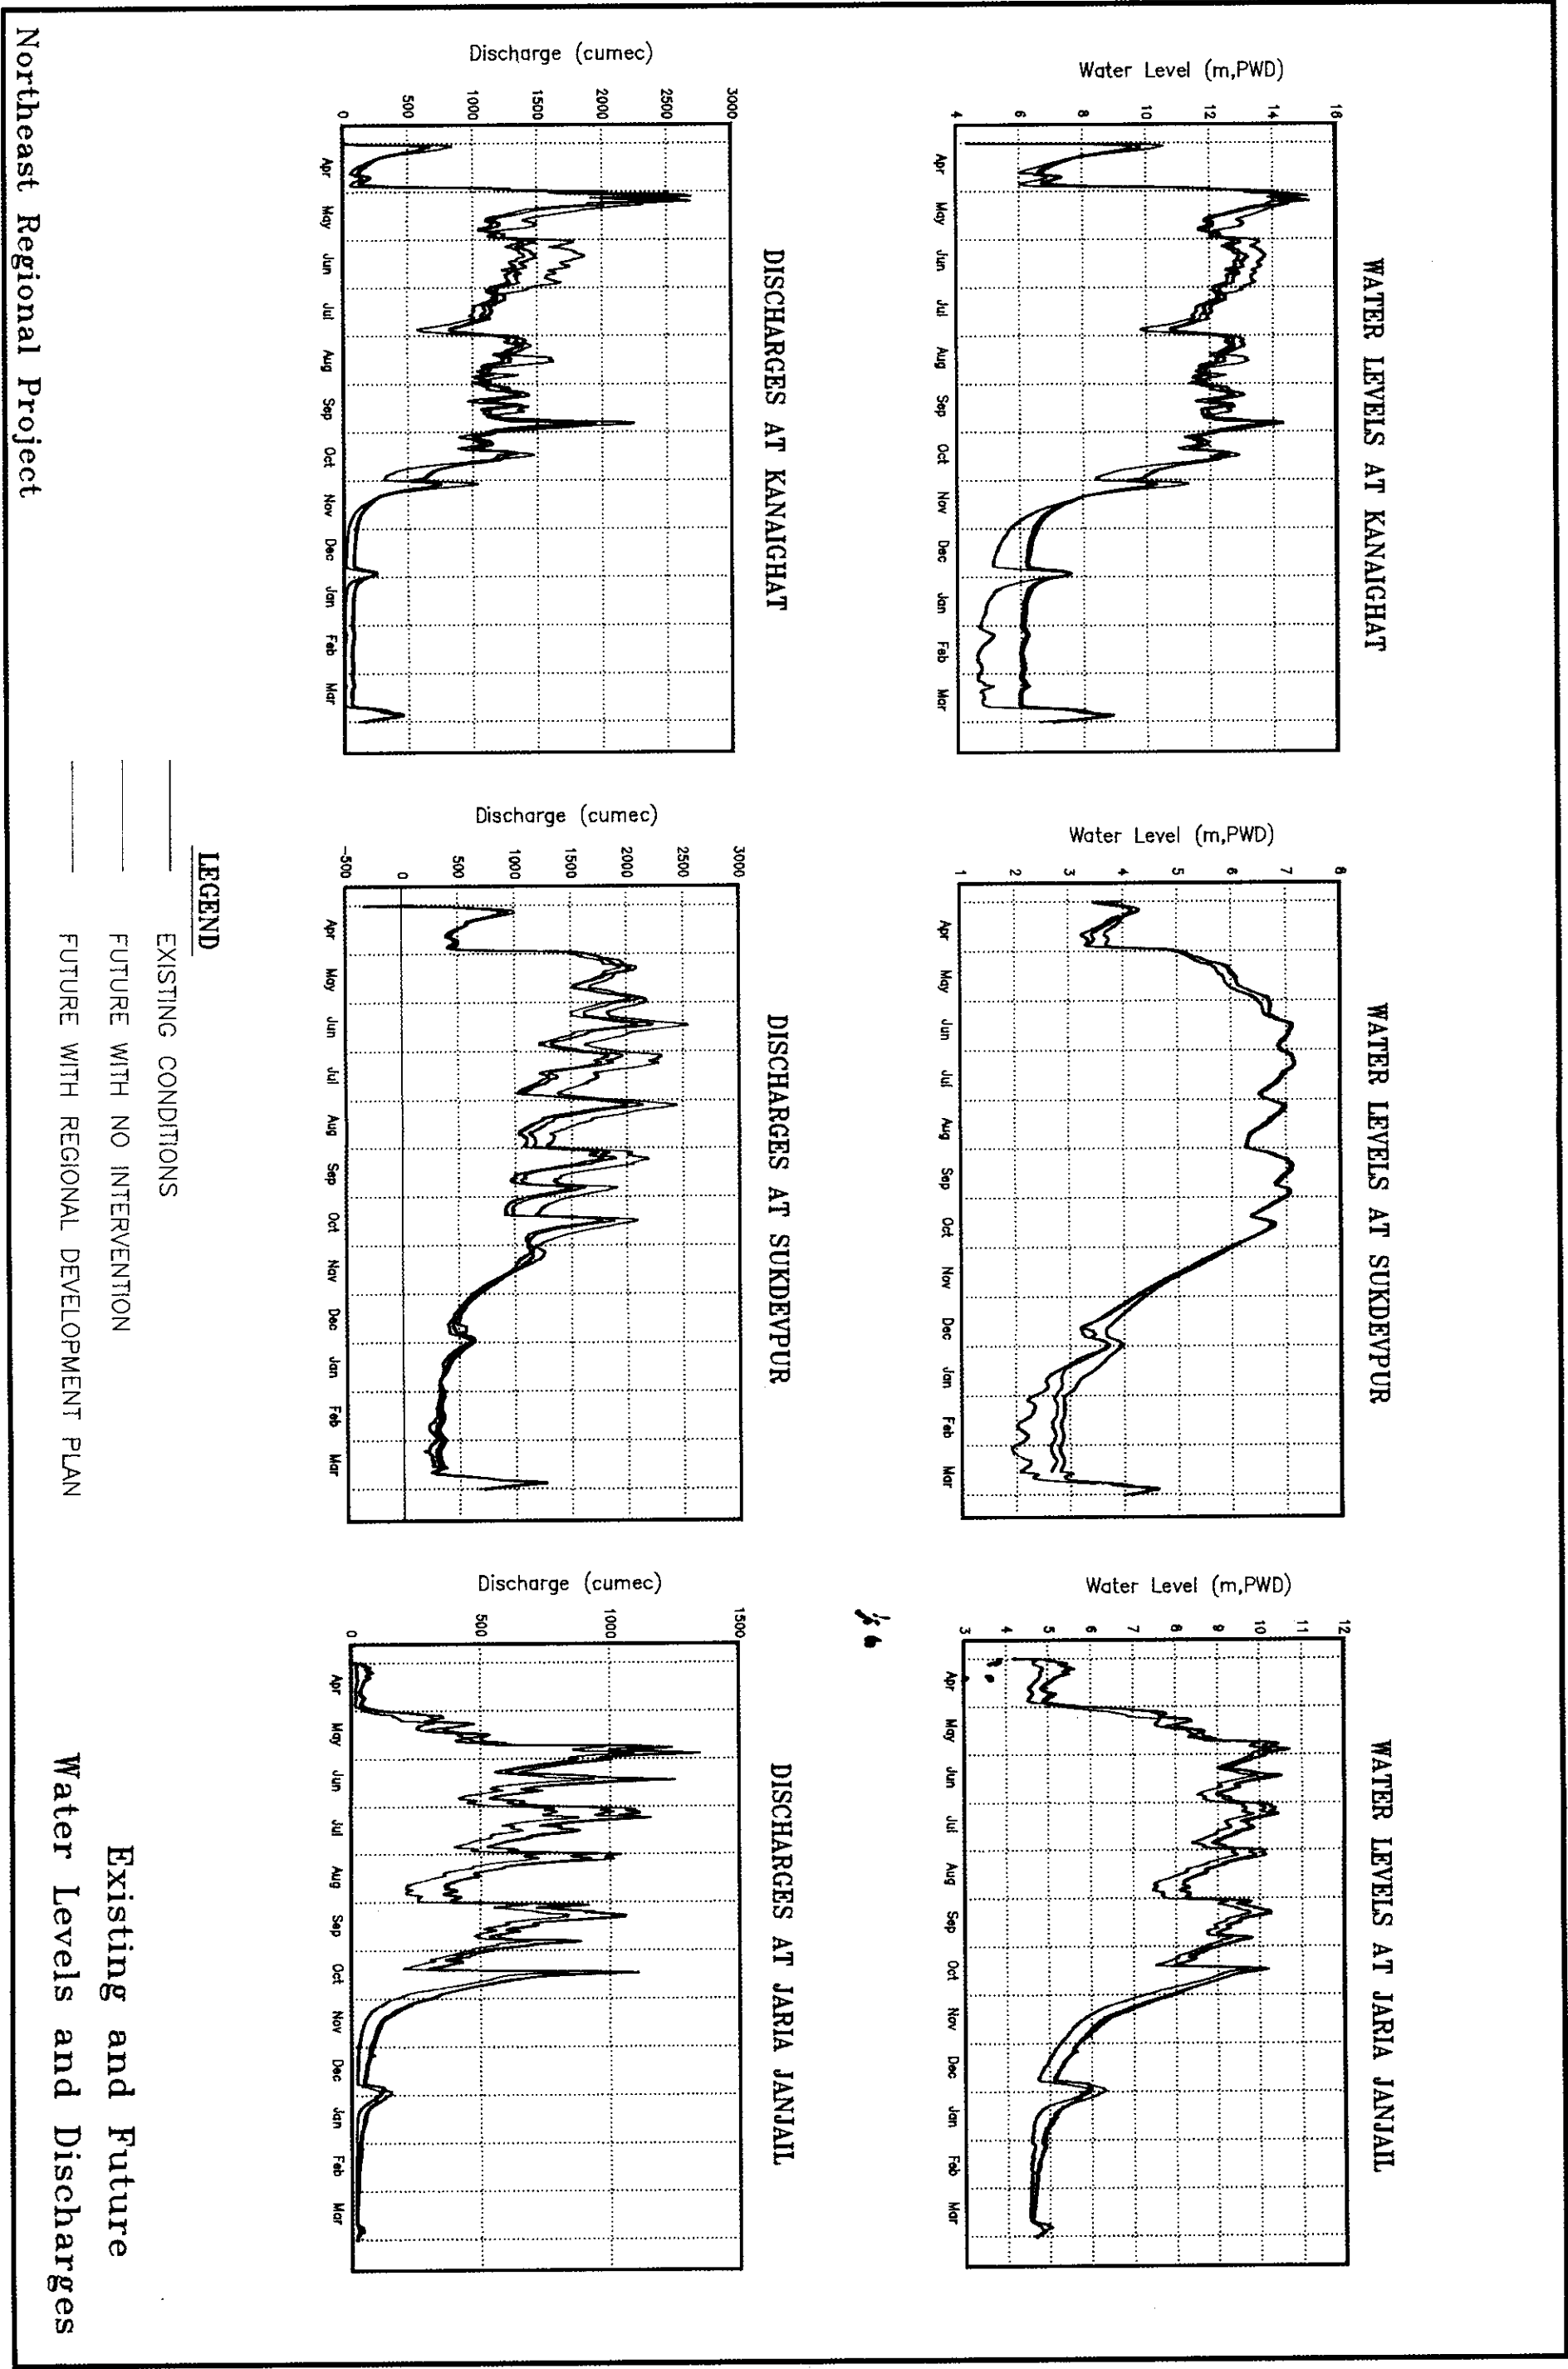 WATER LEVELS AT KANAIGHAT
Water Level (m,PWD)
16
14
12
10
8
6
4
Apr May Jun Jul Aug Sep Oct Nov Dec Jan Feb Mar
WATER LEVELS AT SUKDEVPUR
Water Level (m,PWD)
8
7
6
5
4
3
2
1
Apr May Jun Jul Aug Sep Oct Nov Dec Jan Feb Mar
WATER LEVELS AT JARIA JANJAIL
Water Level (m,PWD)
12
11
10
9
8
7
6
5
4
3
Apr May Jun Jul Aug Sep Oct Nov Dec Jan Feb Mar
DISCHARGES AT KANAIGHAT
Discharge (cumec)
3000
2500
2000
1500
1000
500
0
Apr May Jun Jul Aug Sep Oct Nov Dec Jan Feb Mar
DISCHARGES AT SUKDEVPUR
Discharge (cumec)
3000
2500
2000
1500
1000
500
0
-500
Apr May Jun Jul Aug Sep Oct Nov Dec Jan Feb Mar
DISCHARGES AT JARIA JANJAIL
Discharge (cumec)
1500
1000
500
0
Apr May Jun Jul Aug Sep Oct Nov Dec Jan Feb Mar
LEGEND
EXISTING CONDITIONS
FUTURE WITH NO INTERVENTION
FUTURE WITH REGIONAL DEVELOPMENT PLAN
Northeast Regional Project
Existing and Future
Water Levels and Discharges